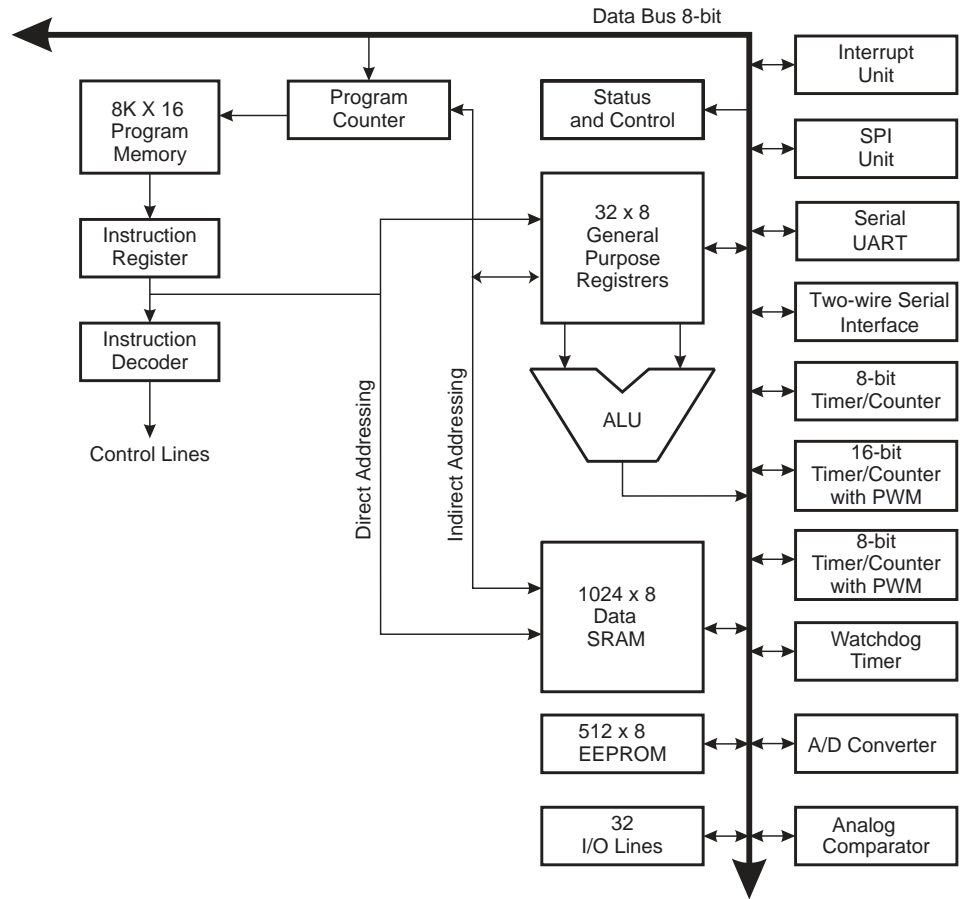 Data Bus 8-bit
8K X 16
Program
Memory
Program
Counter
Status
and Control
Interrupt
Unit
SPI
Unit
Instruction
Register
32 x 8
General
Purpose
Registrers
Serial
UART
Two-wire Serial
Interface
Instruction
Decoder
8-bit
Timer/Counter
Control Lines
Direct Addressing
Indirect Addressing
ALU
16-bit
Timer/Counter
with PWM
8-bit
Timer/Counter
with PWM
1024 x 8
Data
SRAM
Watchdog
Timer
512 x 8
EEPROM
A/D Converter
32
I/O Lines
Analog
Comparator